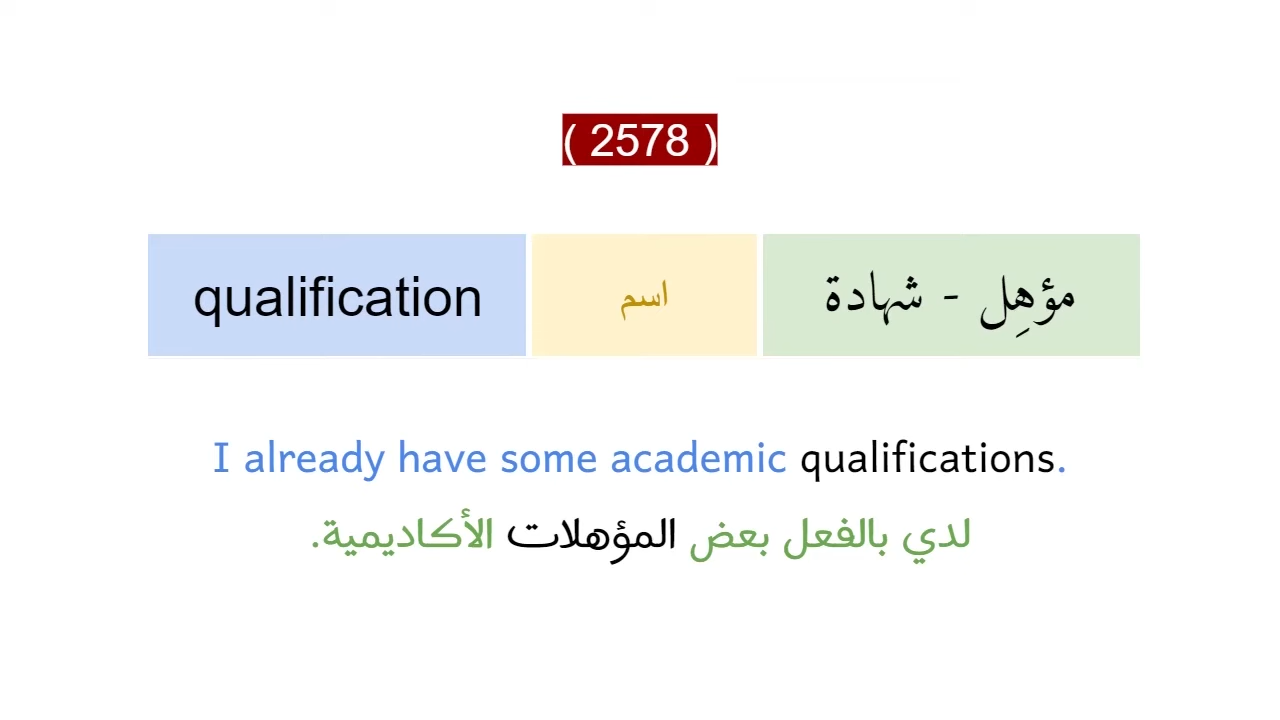 ( 2578 )
qualification
اسم
مؤهِل - شهادة
I already have some academic qualifications.
لدي بالفعل بعض المؤهلات الأكاديمية.